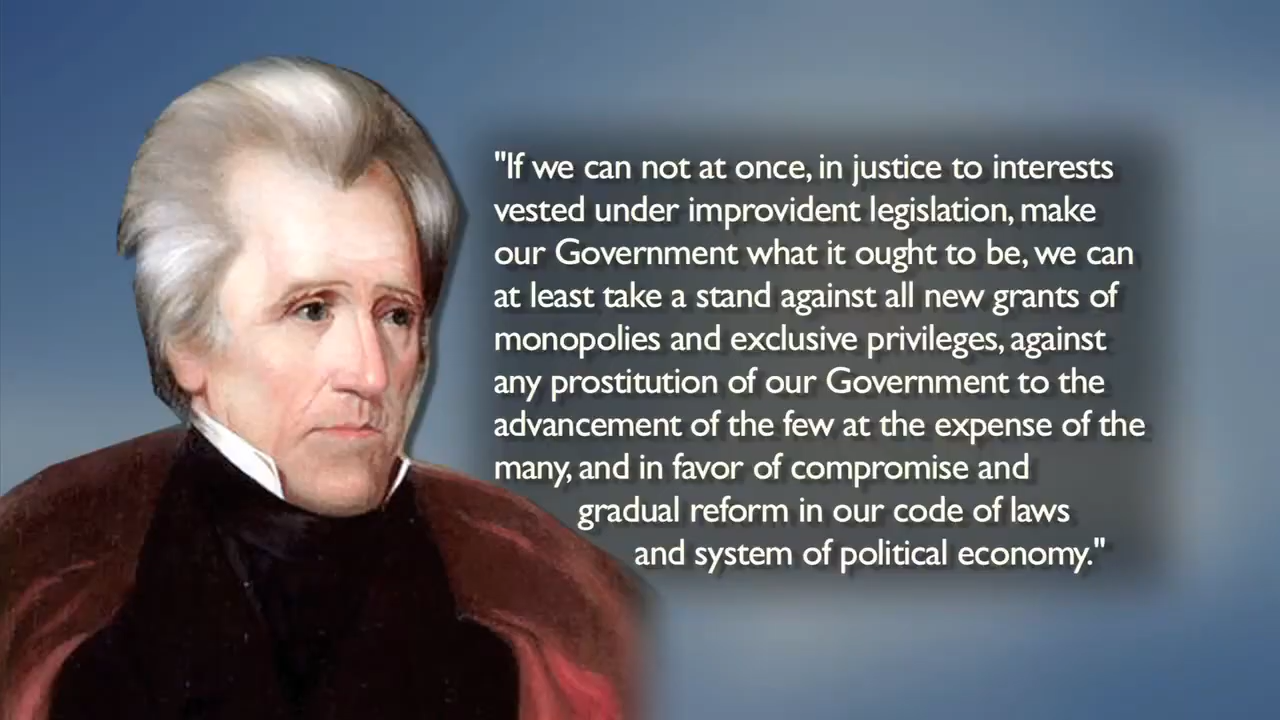 "If we can not at once, in justice to interests
vested under improvident legislation, make
our Government what it ought to be, we can
at least take a stand against all new grants of
monopolies and exclusive privileges, against
any prostitution of our Government to the
advancement of the few at the expense of the
many, and in favor of compromise and
gradual reform in our code of laws
and system of political economy."